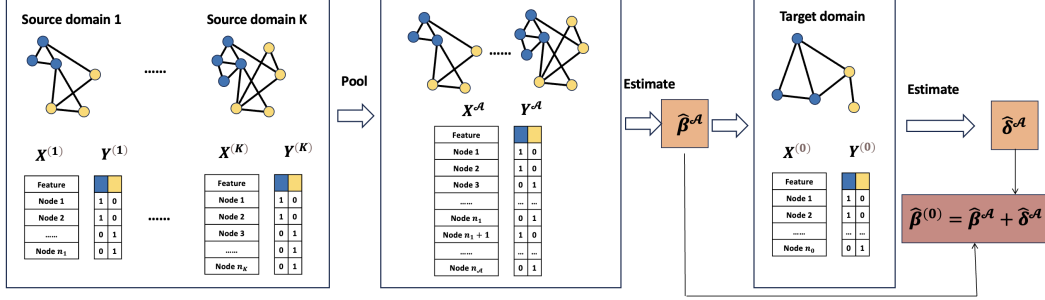 Source domain 1
......
Source domain K
X^(1) Y^(1)
Feature
Node 1 1 0
Node 2 1 0
...... 0 1
Node n₁ 0 1
......
X^(K) Y^(K)
Feature
Node 1 1 0
Node 2 1 0
Node 3 0 1
...... 0 1
Node n_K 0 1
Pool
......
X^𝒜 Y^𝒜
Feature
Node 1 1 0
Node 2 1 0
Node 3 0 1
...... ... ...
Node n₁ 0 1
Node n₁ + 1 1 0
...... ... ...
Node n_𝒜 0 1
Estimate
β̂^𝒜
Target domain
X^(0) Y^(0)
Feature
Node 1 1 0
Node 2 1 0
...... ... ...
Node n₀ 0 1
Estimate
δ̂^𝒜
β̂^(0) = β̂^𝒜 + δ̂^𝒜